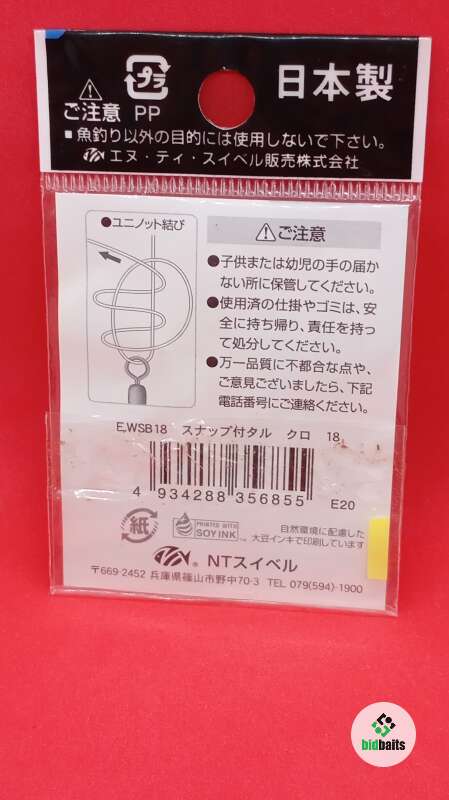 プラ
日本製
ご注意 PP
■魚釣り以外の目的には使用しないで下さい。
エヌ・ティ・スイベル販売株式会社
●ユニノット結び
⚠ご注意
●子供または幼児の手の届か
ない所に保管してください。
●使用済の仕掛やゴミは、安
全に持ち帰り、責任を持っ
て処分してください。
●万一品質に不都合な点や、
ご意見ございましたら、下記
電話番号にご連絡ください。
E,WSB18 スナップ付タル クロ 18
4 934288 356855 E20
紙
PRINTED WITH
SOY INK
自然環境に配慮した
大豆インキで印刷しています
® NTスイベル
〒669-2452 兵庫県篠山市野中70-3 TEL 079(594)-1900
bidbaits